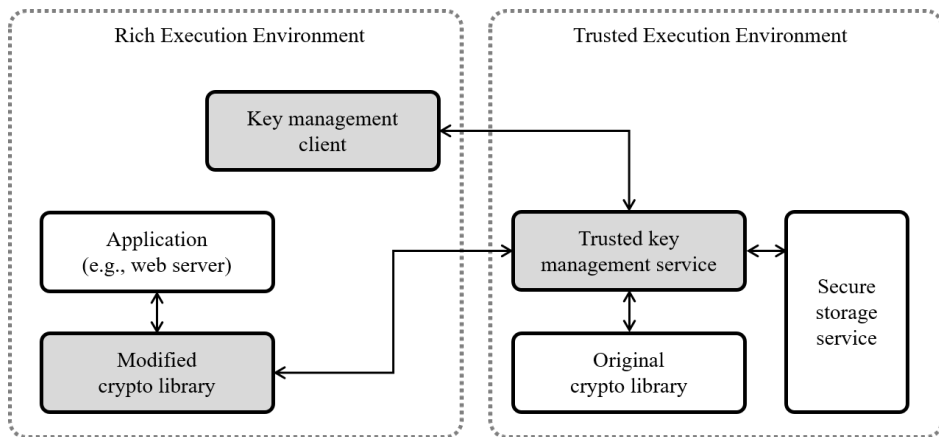 Rich Execution Environment
Trusted Execution Environment
Key management
client
Application
(e.g., web server)
Modified
crypto library
Trusted key
management service
Original
crypto library
Secure
storage
service